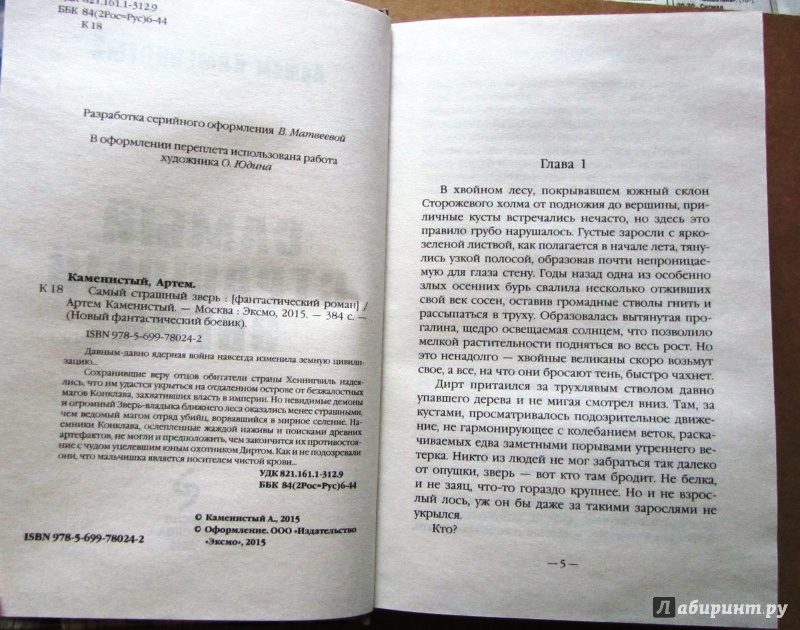 УДК 821.161.1-312.9
ББК 84(2Рос=Рус)6-44
К 18
Разработка серийного оформления В. Матвеевой
В оформлении переплета использована работа
художника О. Юдина
Каменистый, Артем.
К 18 Самый страшный зверь : [фантастический роман] /
Артем Каменистый. — Москва : Эксмо, 2015. — 384 с. —
(Новый фантастический боевик).
ISBN 978-5-699-78024-2
Давным-давно ядерная война навсегда изменила земную цивили-
зацию...
Сохранившие веру отцов обитатели страны Хеннигвиль надея-
лись, что им удастся укрыться на отдаленном острове от безжалостных
магов Конклава, захвативших власть в империи. Но невидимые демоны
и огромный Зверь-владыка ближнего леса оказались менее страшными,
чем ведомый магом отряд убийц, ворвавшийся в мирное селение. На-
емники Конклава, ослепленные жаждой наживы и поисками древних
артефактов, не могли и предположить, чем закончится их противостоя-
ние с чудом уцелевшим юным охотником Диртом. Как и не подозревали
они, что мальчишка является носителем чистой крови...
УДК 821.161.1-312.9
ББК 84(2Рос=Рус)6-44
© Каменистый А., 2015
© Оформление. ООО «Издательство
«Эксмо», 2015
ISBN 978-5-699-78024-2
Глава 1
В хвойном лесу, покрывавшем южный склон
Сторожевого холма от подножия до вершины, при-
личные кусты встречались нечасто, но здесь это
правило грубо нарушалось. Густые заросли с ярко-
зеленой листвой, как полагается в начале лета, тяну-
лись узкой полосой, образовав почти непроницае-
мую для глаза стену. Годы назад одна из особенно
злых осенних бурь свалила несколько отживших
свой век сосен, оставив громадные стволы гнить и
рассыпаться в труху. Образовалась вытянутая про-
галина, щедро освещаемая солнцем, что позволило
мелкой растительности подняться во весь рост. Но
это ненадолго — хвойные великаны скоро возьмут
свое, а все, на что они бросают тень, быстро чахнет.
Дирт притаился за трухлявым стволом давно
упавшего дерева и не мигая смотрел вниз. Там, за
кустами, просматривалось подозрительное движе-
ние, не гармонирующее с колебанием веток, раска-
чиваемых едва заметными порывами утреннего ве-
терка. Никто из людей не мог забраться так далеко
от опушки, зверь — вот кто там бродит. Не белка,
и не заяц, что-то гораздо крупнее. Но и не взрос-
лый лось, уж он бы даже за такими зарослями не
укрылся.
Кто?
— 5 —
Лабиринт.ру